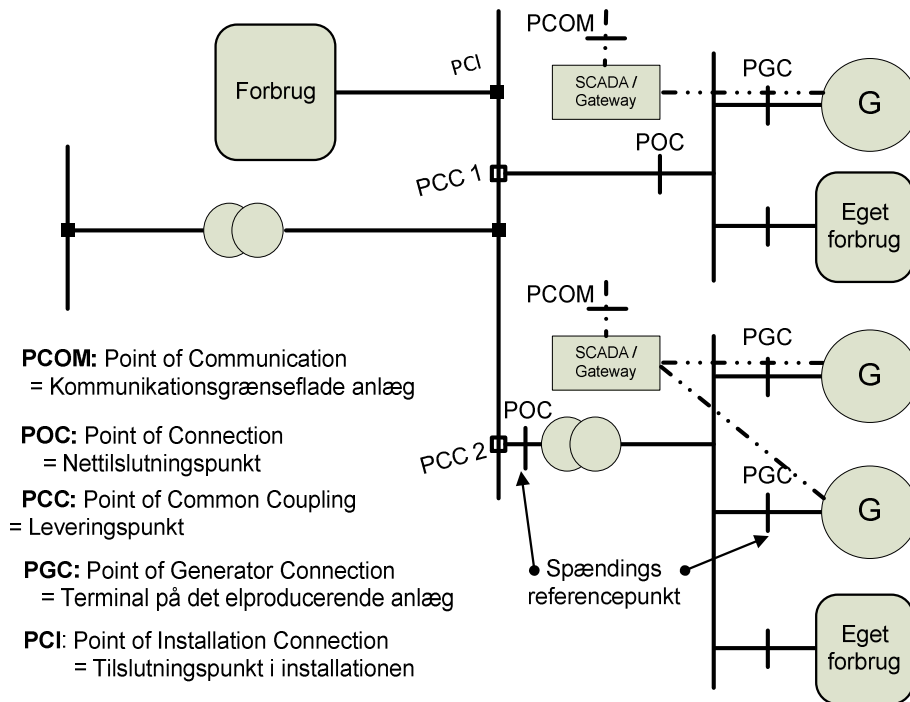 PCOM
PCI
Forbrug
SCADA /
Gateway
PGC
G
POC
PCC 1
Eget
forbrug
PCOM
SCADA /
Gateway
PGC
G
POC
PCC 2
PGC
G
Spændings
referencepunkt
Eget
forbrug
PCOM: Point of Communication
= Kommunikationsgrænseflade anlæg
POC: Point of Connection
= Nettilslutningspunkt
PCC: Point of Common Coupling
= Leveringspunkt
PGC: Point of Generator Connection
= Terminal på det elproducerende anlæg
PCI: Point of Installation Connection
= Tilslutningspunkt i installationen